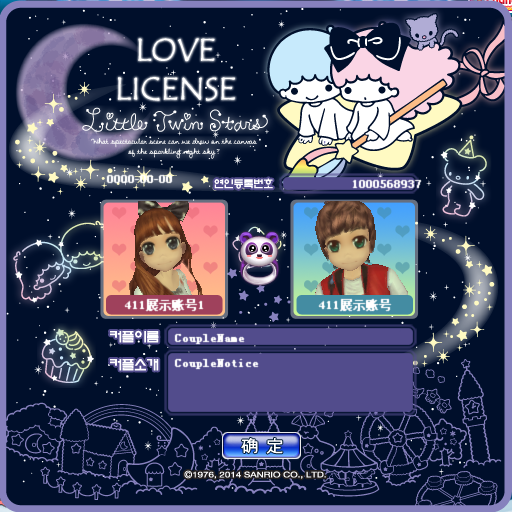 LOVE
LICENSE
Little Twin Stars
"What spectacular scene can we draw on the canvas
of the sparkling night sky?"
0000-00-00 연인등록번호 1000568937
411展示账号1 411展示账号
커플이름 CoupleName
커플소개 CoupleNotice
确 定
©1976, 2014 SANRIO CO., LTD.